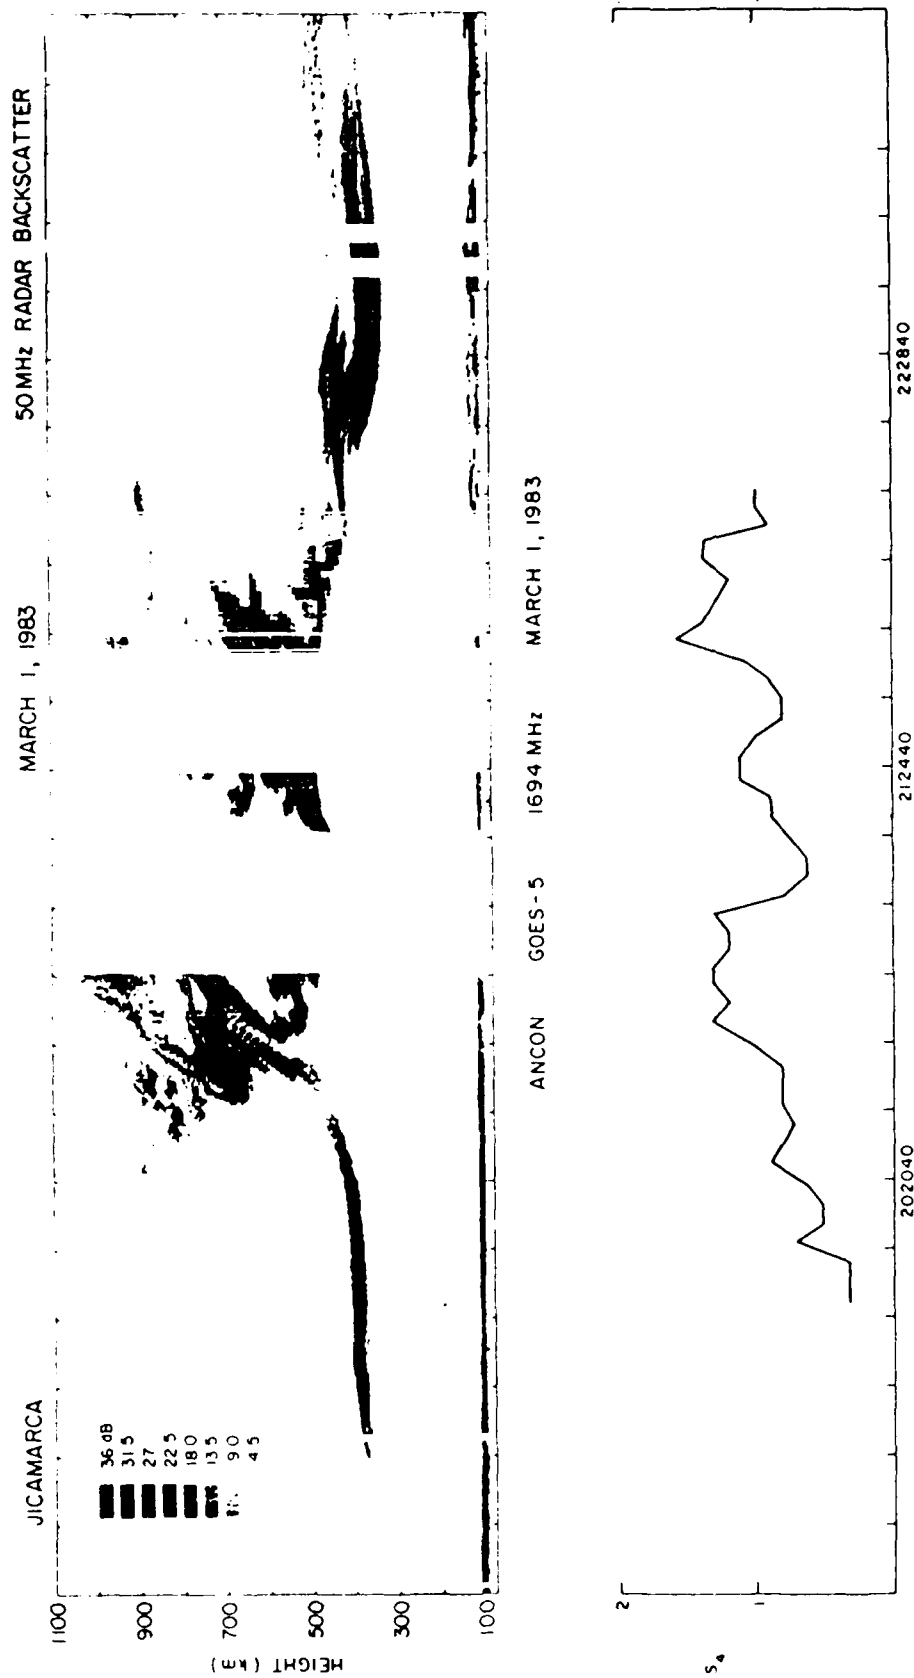 JICAMARCA
MARCH 1, 1983
50 MHz RADAR BACKSCATTER
1100
900
700
500
300
100
HEIGHT (km)
36 dB
31.5
27
22.5
18.0
13.5
9.0
4.5
ANCON GOES-5 1694 MHz MARCH 1, 1983
2
1
S4
202040
212440
222840